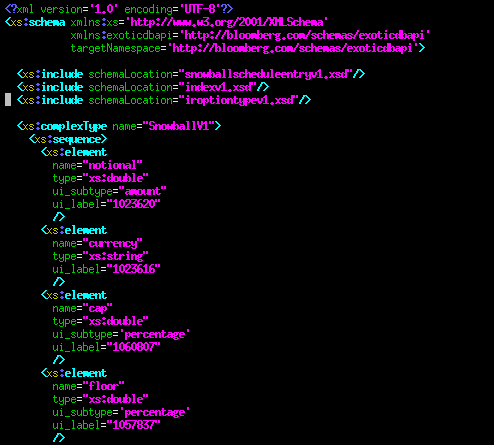 <?xml version='1.0' encoding='UTF-8'?>
<xs:schema xmlns:xs='http://www.w3.org/2001/XMLSchema'
xmlns:exoticdbapi='http://bloomberg.com/schemas/exoticdbapi'
targetNamespace='http://bloomberg.com/schemas/exoticdbapi'>
<xs:include schemaLocation="snowballscheduleentryv1.xsd"/>
<xs:include schemaLocation="indexv1.xsd"/>
<xs:include schemaLocation="iroptiontypev1.xsd"/>
<xs:complexType name="SnowballV1">
<xs:sequence>
<xs:element
name="notional"
type="xs:double"
ui_subtype="amount"
ui_label="1023620"
/>
<xs:element
name="currency"
type="xs:string"
ui_label="1023616"
/>
<xs:element
name="cap"
type="xs:double"
ui_subtype='percentage'
ui_label="1060807"
/>
<xs:element
name="floor"
type="xs:double"
ui_subtype='percentage'
ui_label="1057837"
/>